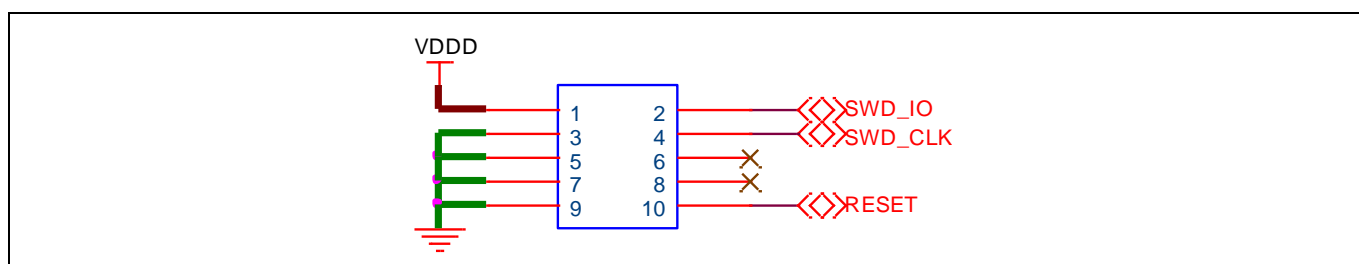 VDDD
1 2 SWD_IO
3 4 SWD_CLK
5 6
7 8
9 10 RESET